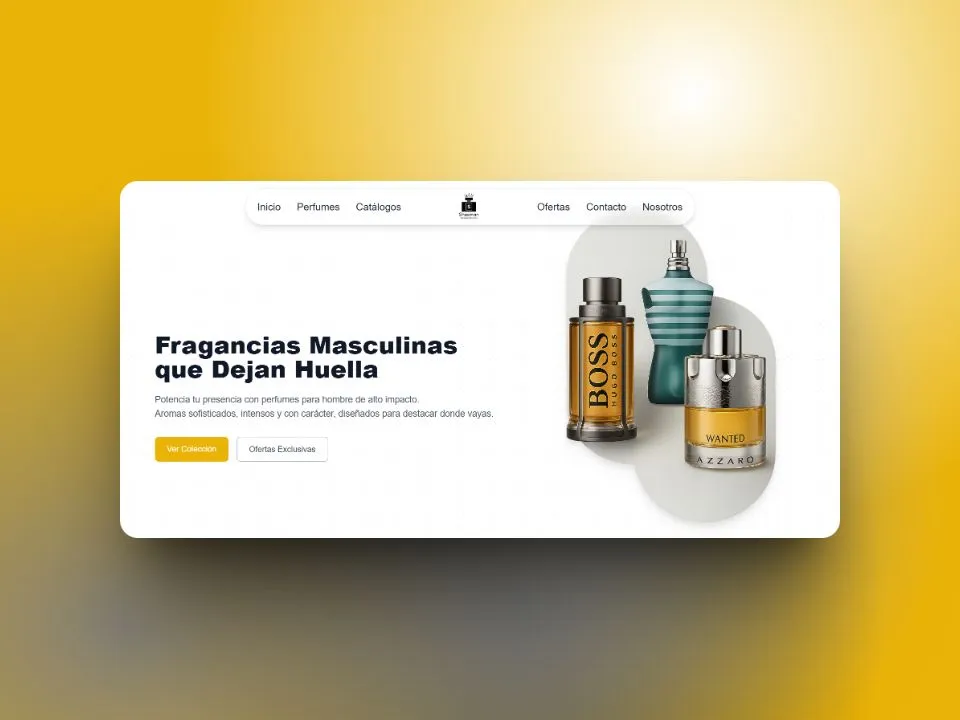 Inicio
Perfumes
Catálogos
Ofertas
Contacto
Nosotros
Fragancias Masculinas
que Dejan Huella
Potencia tu presencia con perfumes para hombre de alto impacto.
Aromas sofisticados, intensos y con carácter, diseñados para destacar donde vayas.
Ver Colección
Ofertas Exclusivas
BOSS
HUGO BOSS
WANTED
AZZARO